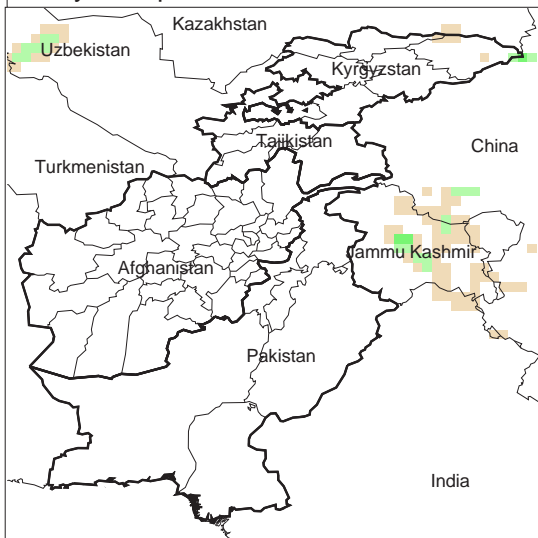 Kazakhstan
Uzbekistan
Kyrgyzstan
Tajikistan
China
Turkmenistan
Jammu Kashmir
Afghanistan
Pakistan
India